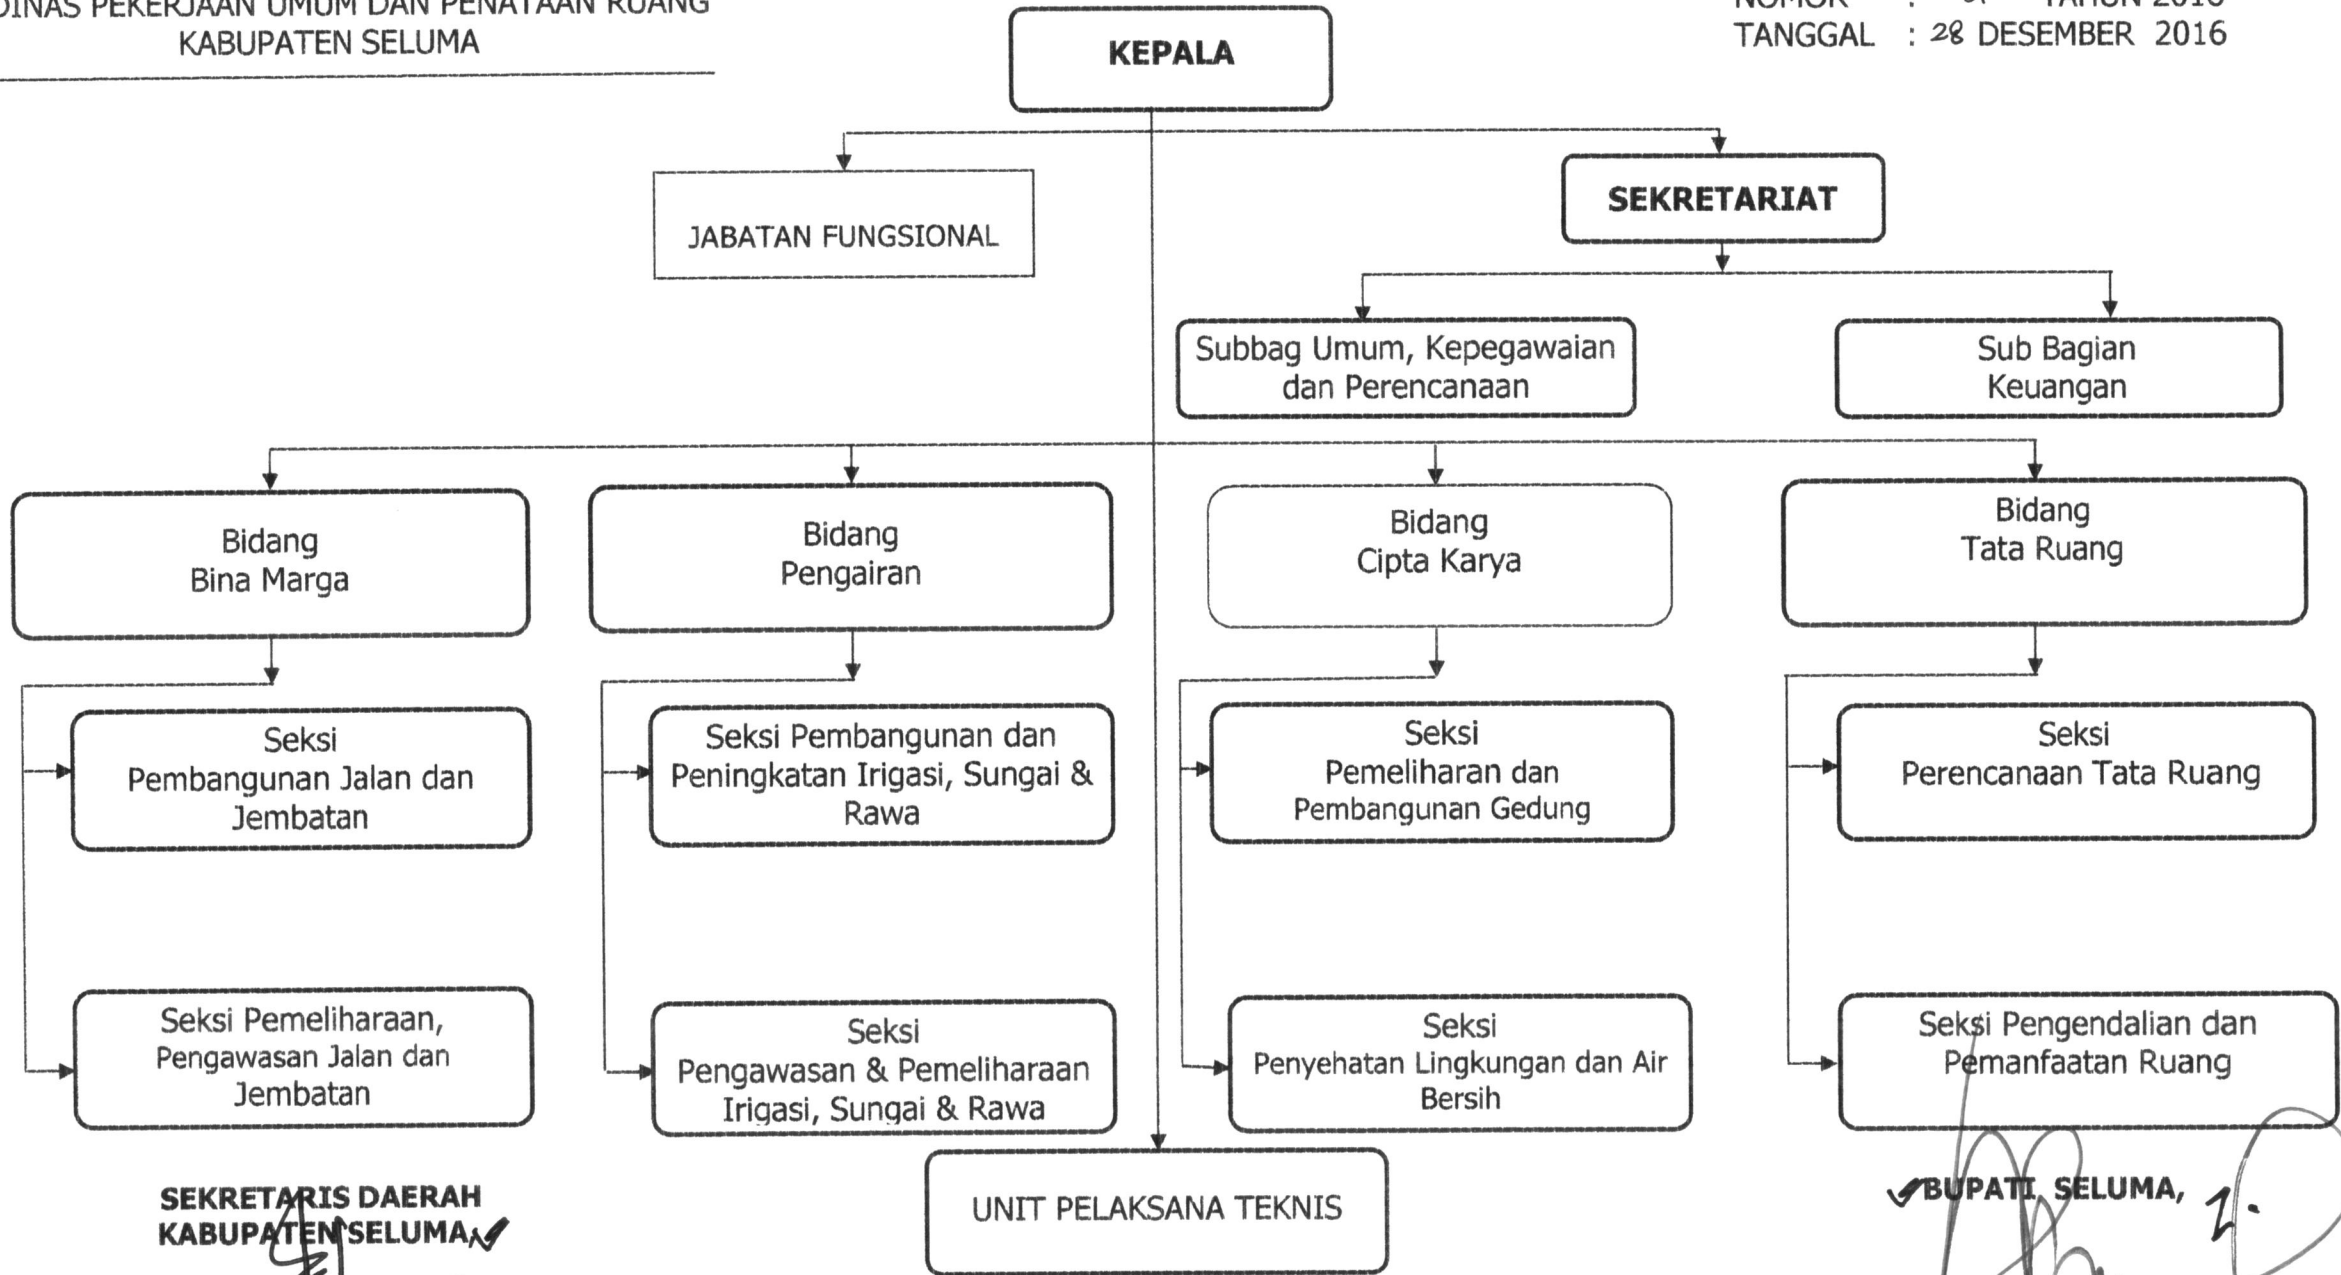 DINAS PEKERJAAN UMUM DAN PENATAAN RUANG
KABUPATEN SELUMA
NOMOR : TAHUN 2016
TANGGAL : 28 DESEMBER 2016
KEPALA
JABATAN FUNGSIONAL
SEKRETARIAT
Subbag Umum, Kepegawaian
dan Perencanaan
Sub Bagian
Keuangan
Bidang
Bina Marga
Bidang
Pengairan
Bidang
Cipta Karya
Bidang
Tata Ruang
Seksi
Pembangunan Jalan dan
Jembatan
Seksi Pembangunan dan
Peningkatan Irigasi, Sungai &
Rawa
Seksi
Pemeliharan dan
Pembangunan Gedung
Seksi
Perencanaan Tata Ruang
Seksi Pemeliharaan,
Pengawasan Jalan dan
Jembatan
Seksi
Pengawasan & Pemeliharaan
Irigasi, Sungai & Rawa
Seksi
Penyehatan Lingkungan dan Air
Bersih
Seksi Pengendalian dan
Pemanfaatan Ruang
UNIT PELAKSANA TEKNIS
SEKRETARIS DAERAH
KABUPATEN SELUMA,
BUPATI SELUMA,